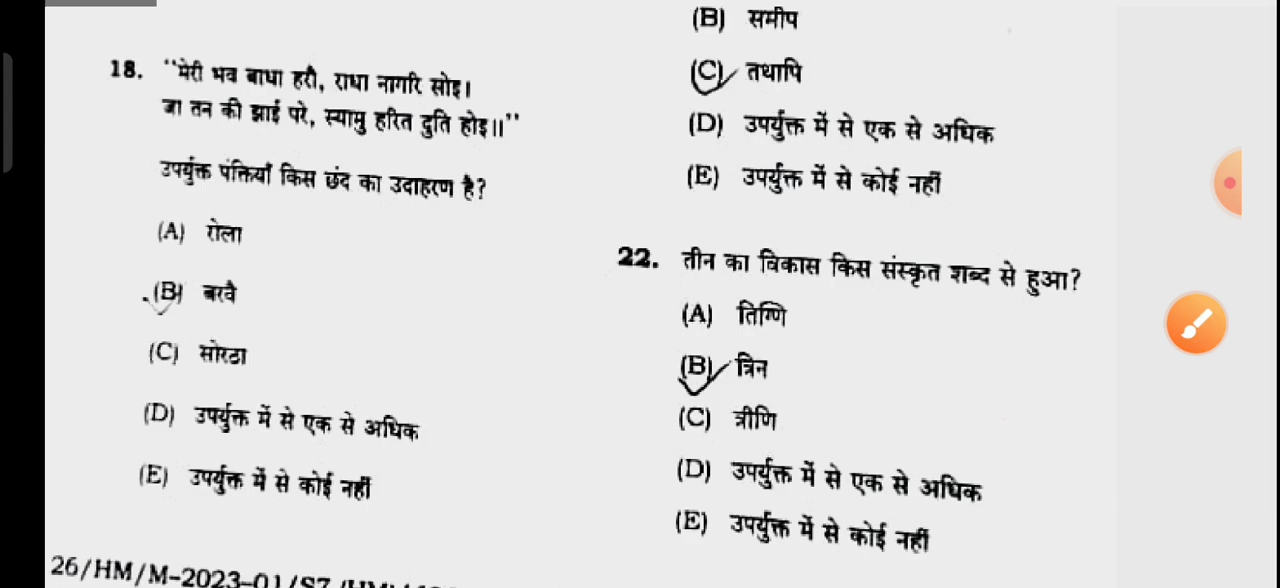 18. "मेरी भव बाधा हरौ, राधा नागरि सोइ।
जा तन की झाई परे, स्यामु हरित दुति होइ॥"
उपर्युक्त पंक्तियाँ किस छंद का उदाहरण है?
(A) रोला
(B) बरवै
(C) सोरठा
(D) उपर्युक्त में से एक से अधिक
(E) उपर्युक्त में से कोई नहीं
26/HM/M-2023-01/S7
(B) समीप
(C) तथापि
(D) उपर्युक्त में से एक से अधिक
(E) उपर्युक्त में से कोई नहीं
22. तीन का विकास किस संस्कृत शब्द से हुआ?
(A) तिग्णि
(B) त्रिन
(C) त्रीणि
(D) उपर्युक्त में से एक से अधिक
(E) उपर्युक्त में से कोई नहीं